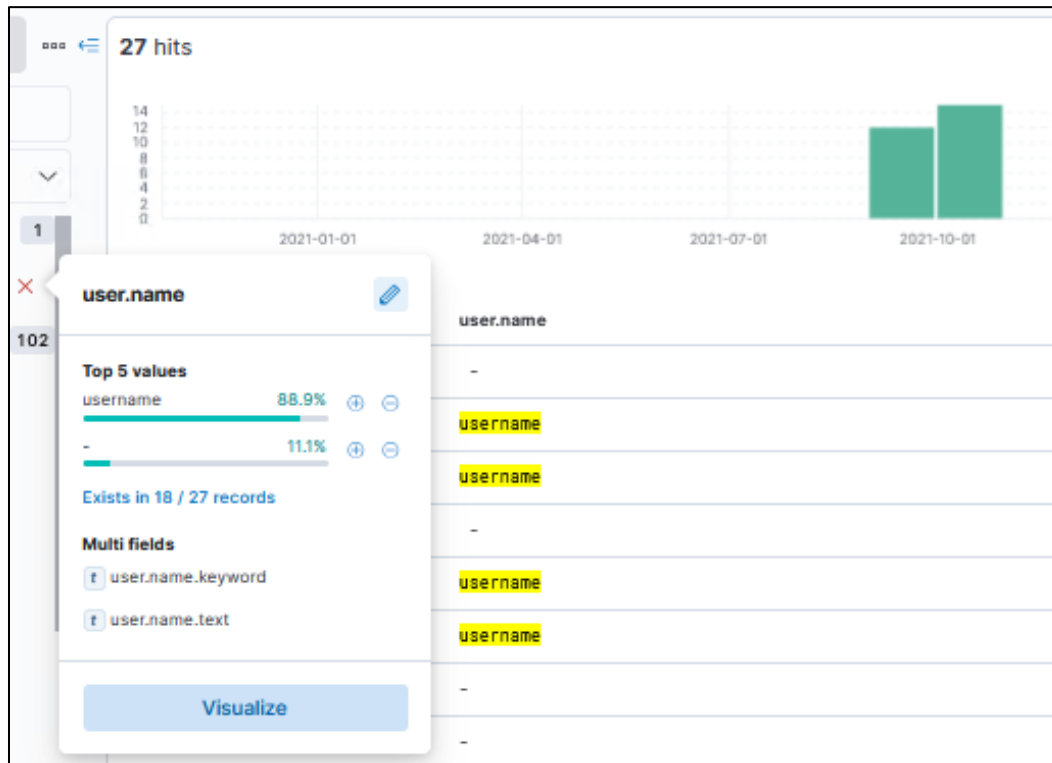 27 hits
14
12
10
8
6
4
2
0
2021-01-01 2021-04-01 2021-07-01 2021-10-01
1
102
user.name
Top 5 values
username 88.9%
- 11.1%
Exists in 18 / 27 records
Multi fields
t user.name.keyword
t user.name.text
Visualize
user.name
-
username
username
-
username
username
-
-